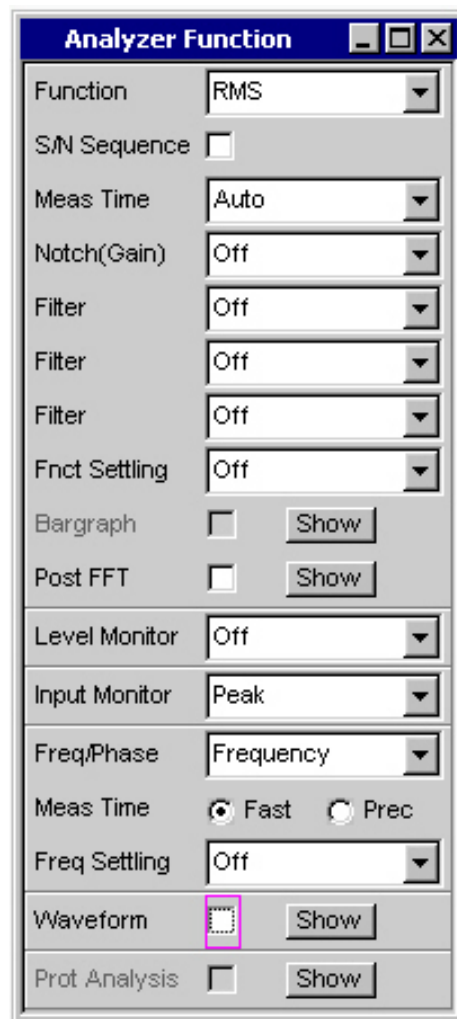 Analyzer Function
Function RMS
S/N Sequence
Meas Time Auto
Notch(Gain) Off
Filter Off
Filter Off
Filter Off
Fnct Settling Off
Bargraph Show
Post FFT Show
Level Monitor Off
Input Monitor Peak
Freq/Phase Frequency
Meas Time Fast Prec
Freq Settling Off
Waveform Show
Prot Analysis Show